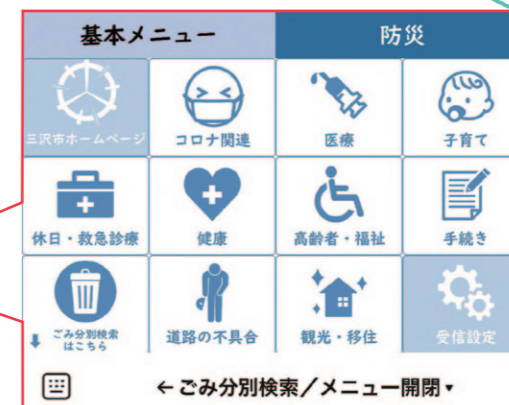 基本メニュー
防災
三沢市ホームページ
コロナ関連
医療
子育て
休日・救急診療
健康
高齢者・福祉
手続き
⬇ ごみ分別検索
はこちら
道路の不具合
観光・移住
受信設定
←ごみ分別検索/メニュー開閉▾